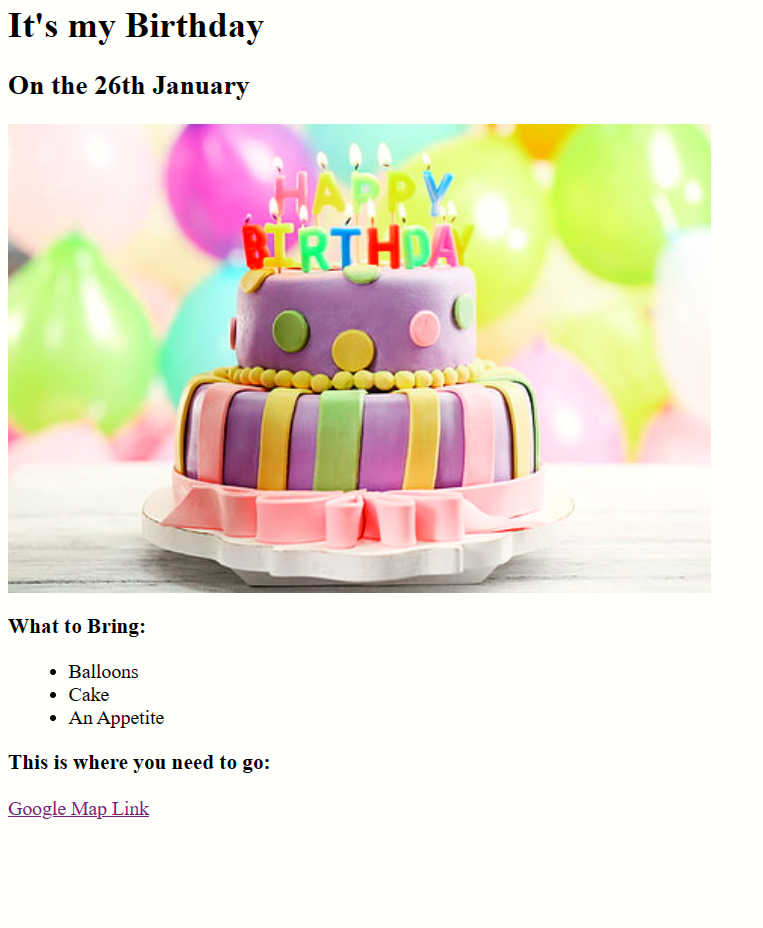 It's my Birthday
On the 26th January
HAPPY
BIRTHDAY
What to Bring:
Balloons
Cake
An Appetite
This is where you need to go:
Google Map Link